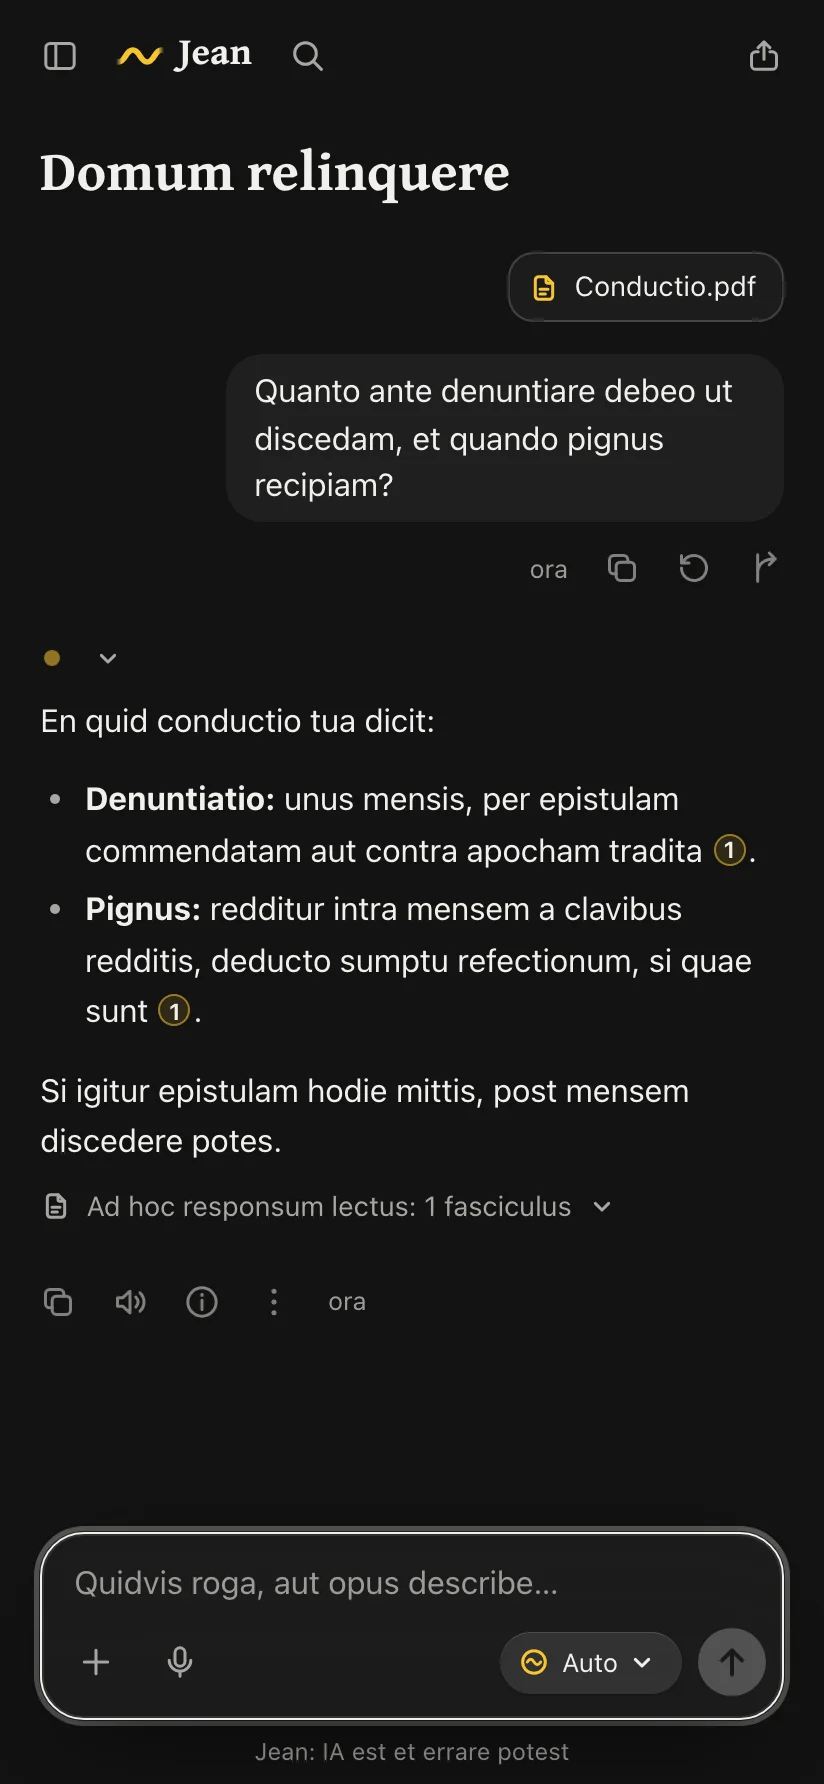 Jean
Domum relinquere
Conductio.pdf
Quanto ante denuntiare debeo ut
discedam, et quando pignus
recipiam?
ora
En quid conductio tua dicit:
• Denuntiatio: unus mensis, per epistulam
commendatam aut contra apocham tradita 1.
• Pignus: redditur intra mensem a clavibus
redditis, deducto sumptu refectionum, si quae
sunt 1.
Si igitur epistulam hodie mittis, post mensem
discedere potes.
Ad hoc responsum lectus: 1 fasciculus
ora
Quidvis roga, aut opus describe...
Auto
Jean: IA est et errare potest